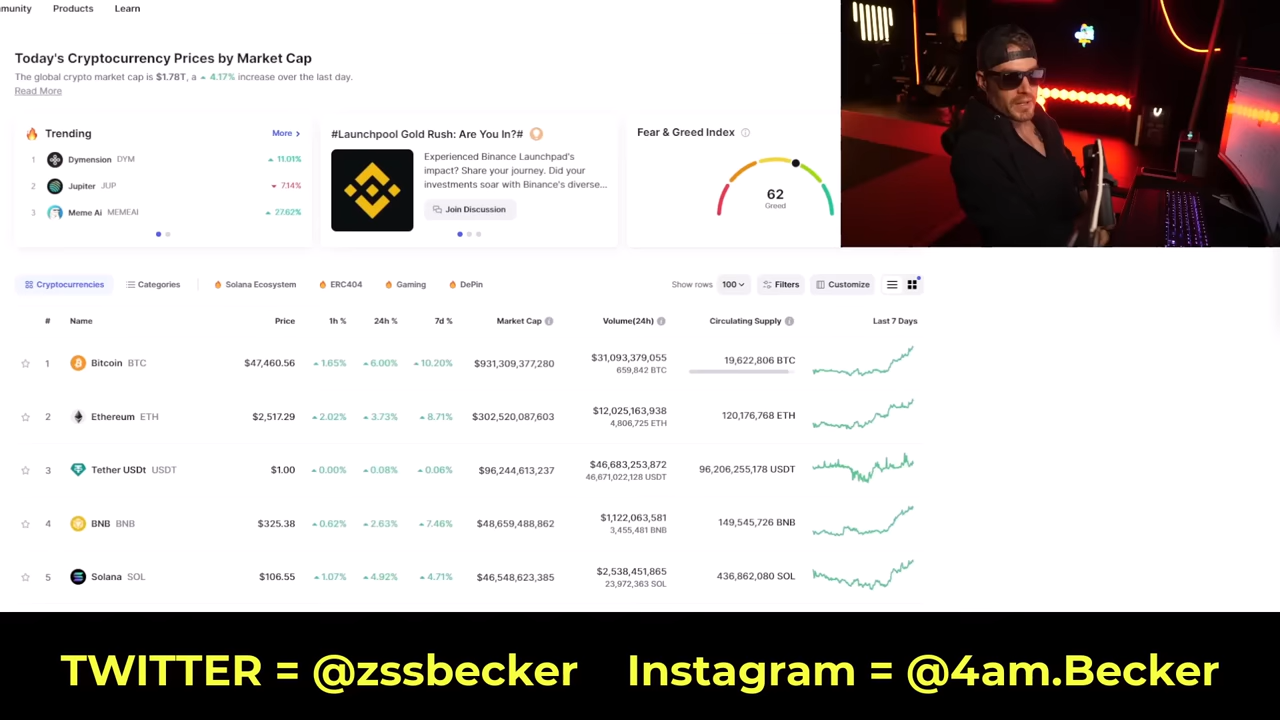 mmunity Products Learn
Today's Cryptocurrency Prices by Market Cap
The global crypto market cap is $1.78T, a 4.17% increase over the last day.
Read More
Trending More >
1 Dymension DYM 11.01%
2 Jupiter JUP 7.14%
3 Meme Ai MEMEAI 27.62%
#Launchpool Gold Rush: Are You In?#
Experienced Binance Launchpad's
impact? Share your journey. Did your
investments soar with Binance's diverse...
Join Discussion
Fear & Greed Index
62
Greed
Cryptocurrencies Categories Solana Ecosystem ERC404 Gaming DePin Show rows 100 Filters Customize
# Name Price 1h % 24h % 7d % Market Cap Volume(24h) Circulating Supply Last 7 Days
1 Bitcoin BTC $47,460.56 1.65% 6.00% 10.20% $931,309,377,280 $31,093,379,055 19,622,806 BTC
659,842 BTC
2 Ethereum ETH $2,517.29 2.02% 3.73% 8.71% $302,520,087,603 $12,025,163,938 120,176,768 ETH
4,806,725 ETH
3 Tether USDt USDT $1.00 0.00% 0.08% 0.06% $96,244,613,237 $46,683,253,872 96,206,255,178 USDT
46,671,022,128 USDT
4 BNB BNB $325.38 0.62% 2.63% 7.46% $48,659,488,862 $1,122,063,581 149,545,726 BNB
3,455,481 BNB
5 Solana SOL $106.55 1.07% 4.92% 4.71% $46,548,623,385 $2,538,451,865 436,862,080 SOL
23,972,363 SOL
TWITTER = @zssbecker Instagram = @4am.Becker